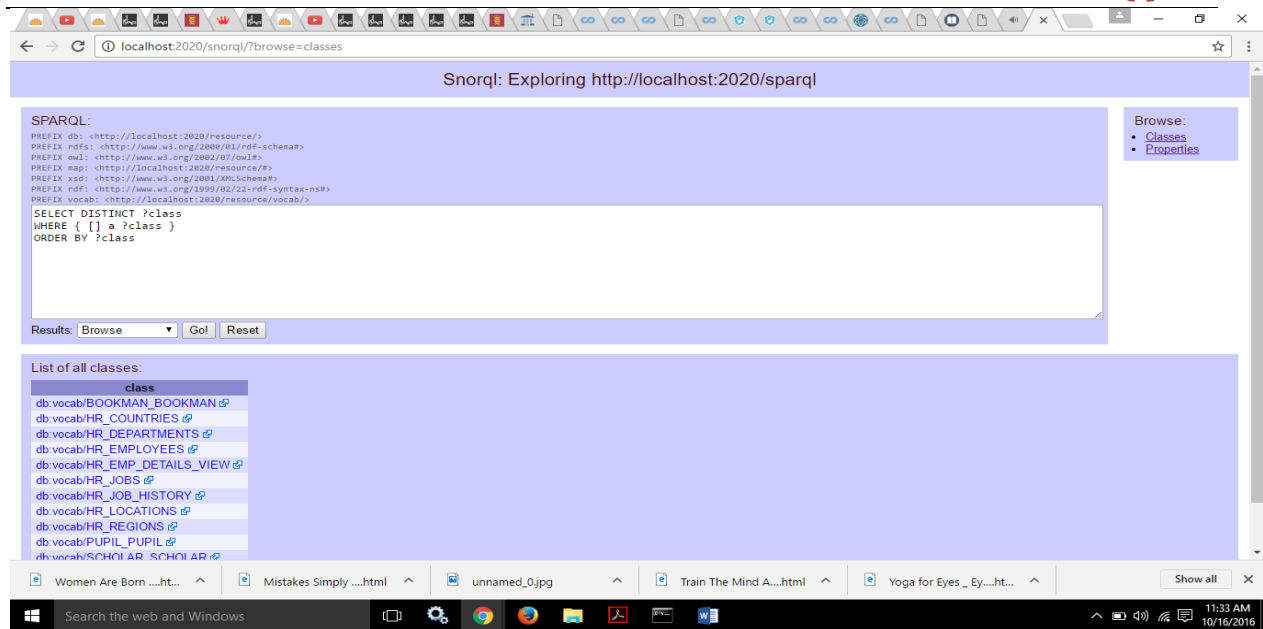 localhost:2020/snorql/?browse=classes
Snorql: Exploring http://localhost:2020/sparql
SPARQL:
PREFIX db: <http://localhost:2020/resource/>
PREFIX rdfs: <http://www.w3.org/2000/01/rdf-schema#>
PREFIX owl: <http://www.w3.org/2002/07/owl#>
PREFIX map: <http://localhost:2020/resource/#>
PREFIX xsd: <http://www.w3.org/2001/XMLSchema#>
PREFIX rdf: <http://www.w3.org/1999/02/22-rdf-syntax-ns#>
PREFIX vocab: <http://localhost:2020/resource/vocab/>
SELECT DISTINCT ?class
WHERE { [] a ?class }
ORDER BY ?class
Results: Browse Go! Reset
Browse:
Classes
Properties
List of all classes:
class
db:vocab/BOOKMAN_BOOKMAN
db:vocab/HR_COUNTRIES
db:vocab/HR_DEPARTMENTS
db:vocab/HR_EMPLOYEES
db:vocab/HR_EMP_DETAILS_VIEW
db:vocab/HR_JOBS
db:vocab/HR_JOB_HISTORY
db:vocab/HR_LOCATIONS
db:vocab/HR_REGIONS
db:vocab/PUPIL_PUPIL
db:vocab/SCHOLAR_SCHOLAR
Women Are Born ....ht... Mistakes Simply ....html unnamed_0.jpg Train The Mind A....html Yoga for Eyes _ Ey....ht... Show all
Search the web and Windows
11:33 AM
10/16/2016